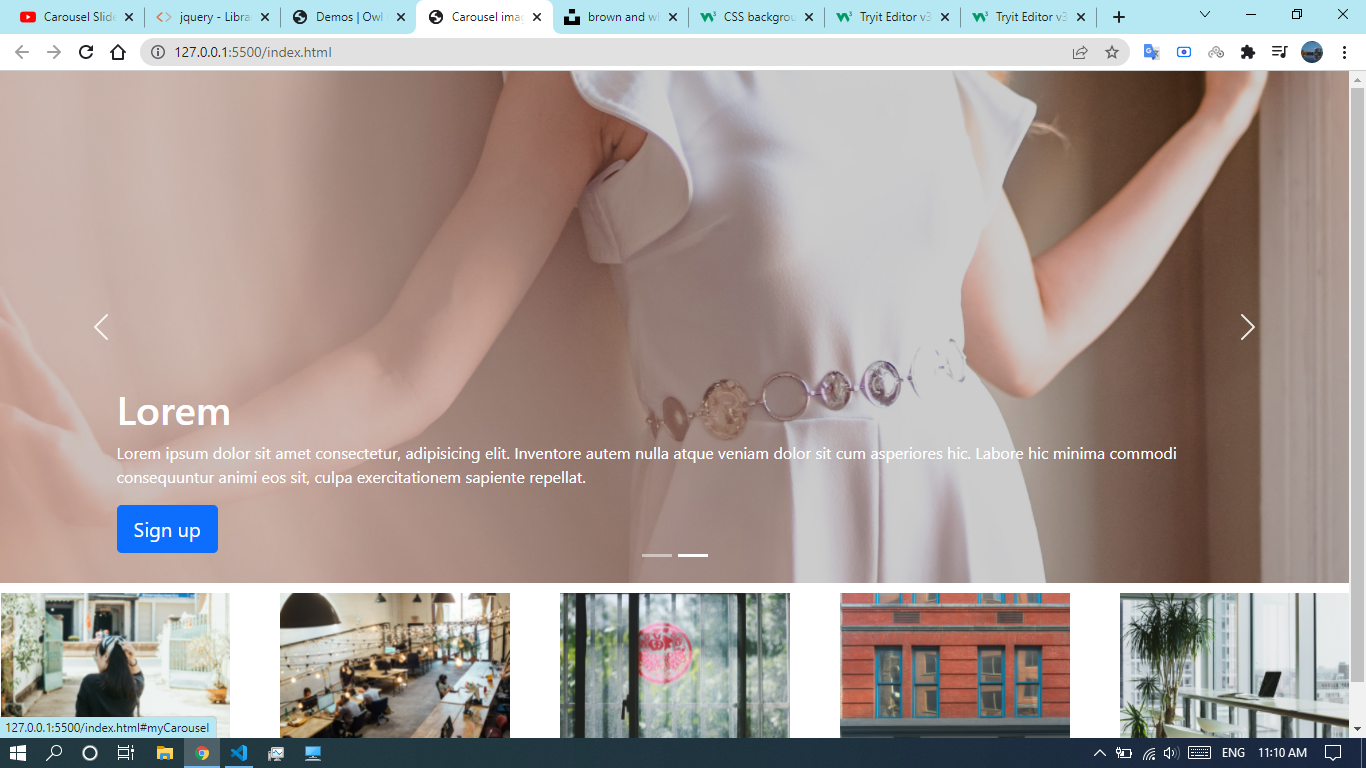 Carousel Slide
jquery - Libra
Demos | Owl
Carousel imag
brown and wh
CSS backgrou
Tryit Editor v3
Tryit Editor v3
127.0.0.1:5500/index.html
Lorem
Lorem ipsum dolor sit amet consectetur, adipisicing elit. Inventore autem nulla atque veniam dolor sit cum asperiores hic. Labore hic minima commodi
consequuntur animi eos sit, culpa exercitationem sapiente repellat.
Sign up
127.0.0.1:5500/index.html#myCarousel
ENG
11:10 AM